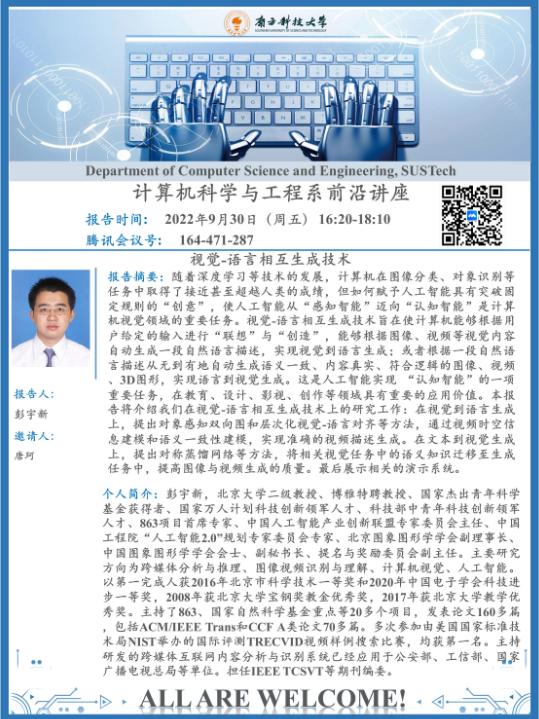 南方科技大学
SOUTHERN UNIVERSITY OF SCIENCE AND TECHNOLOGY
Department of Computer Science and Engineering, SUSTech
计算机科学与工程系前沿讲座
报告时间: 2022年9月30日（周五）16:20-18:10
腾讯会议号: 164-471-287
视觉-语言相互生成技术
报告摘要：随着深度学习等技术的发展，计算机在图像分类、对象识别等
任务中取得了接近甚至超越人类的成绩，但如何赋予人工智能具有突破固
定规则的“创意”，使人工智能从“感知智能”迈向“认知智能”是计算
机视觉领域的重要任务。视觉-语言相互生成技术旨在使计算机能够根据用
户给定的输入进行“联想”与“创造”，能够根据图像、视频等视觉内容
自动生成一段自然语言描述，实现视觉到语言生成；或者根据一段自然语
言描述从无到有地自动生成语义一致、内容真实、符合逻辑的图像、视频
、3D图形，实现语言到视觉生成。这是人工智能实现 “认知智能”的一项
重要任务，在教育、设计、影视、创作等领域具有重要的应用价值。本报
告将介绍我们在视觉-语言相互生成技术上的研究工作：在视觉到语言生成
上，提出对象感知双向图和层次化视觉-语言对齐等方法，通过视频时空信
息建模和语义一致性建模，实现准确的视频描述生成。在文本到视觉生成
上，提出对称蒸馏网络等方法，将相关视觉任务中的语义知识迁移至生成
任务中，提高图像与视频生成的质量。最后展示相关的演示系统。
报告人:
彭宇新
邀请人:
唐珂
个人简介：彭宇新，北京大学二级教授、博雅特聘教授、国家杰出青年科学
基金获得者、国家万人计划科技创新领军人才、科技部中青年科技创新领军
人才、863项目首席专家、中国人工智能产业创新联盟专家委员会主任、中国
工程院“人工智能2.0”规划专家委员会专家、北京图象图形学学会副理事长、
中国图象图形学学会会士、副秘书长、提名与奖励委员会副主任。主要研究
方向为跨媒体分析与推理、图像视频识别与理解、计算机视觉、人工智能。
以第一完成人获2016年北京市科学技术一等奖和2020年中国电子学会科技进
步一等奖，2008年获北京大学宝钢奖教金优秀奖，2017年获北京大学教学优
秀奖。主持了863、国家自然科学基金重点等20多个项目，发表论文160多篇
，包括ACM/IEEE Trans和CCF A类论文70多篇。多次参加由美国国家标准技
术局NIST举办的国际评测TRECVID视频样例搜索比赛，均获第一名。主持
研发的跨媒体互联网内容分析与识别系统已经应用于公安部、工信部、国家
广播电视总局等单位。担任IEEE TCSVT等期刊编委。
ALL ARE WELCOME!